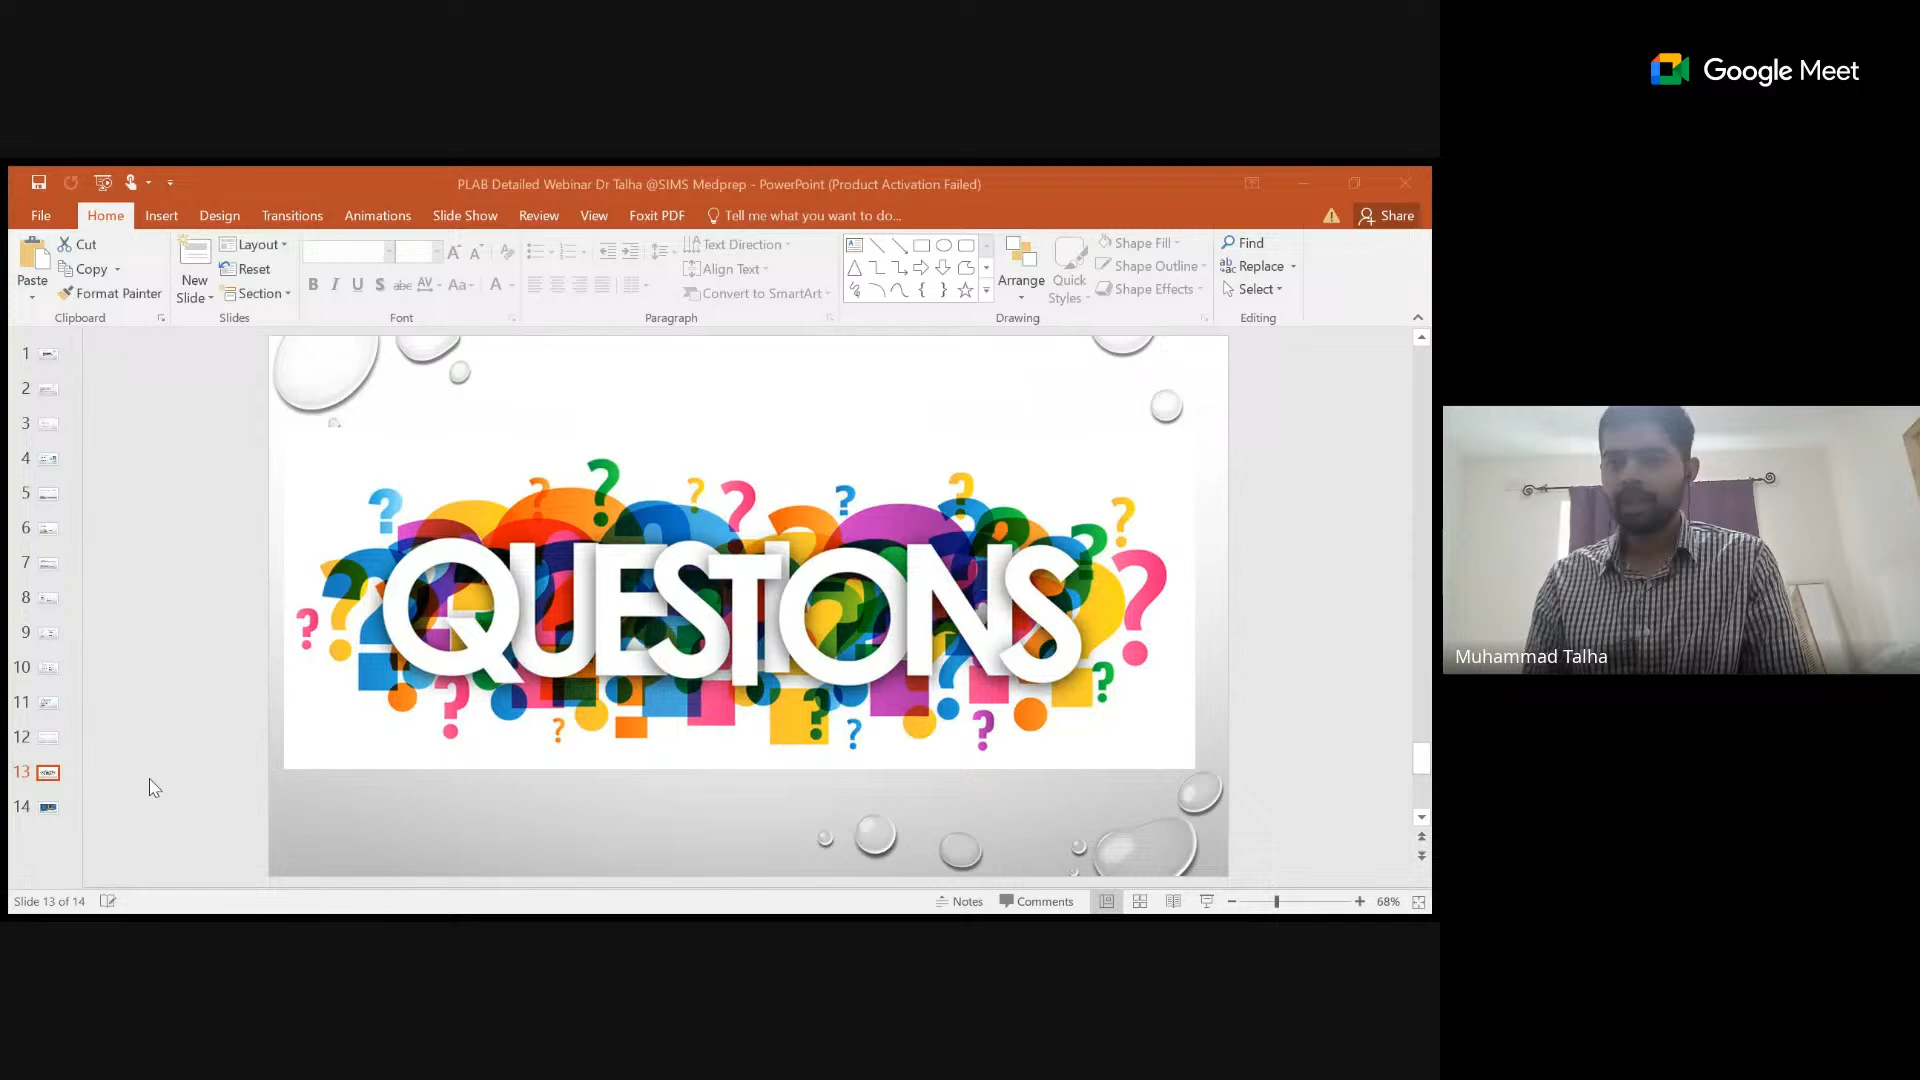 Google Meet
PLAB Detailed Webinar Dr Talha @SIMS Medprep - PowerPoint (Product Activation Failed)
File Home Insert Design Transitions Animations Slide Show Review View Foxit PDF Tell me what you want to do... Share
Paste
Cut
Copy
Format Painter
Clipboard
New
Slide
Layout
Reset
Section
Slides
B I U S abc AV Aa A
Font
Text Direction
Align Text
Convert to SmartArt
Paragraph
Arrange
Quick
Styles
Shape Fill
Shape Outline
Shape Effects
Drawing
Find
Replace
Select
Editing
1
2
3
4
5
6
7
8
9
10
11
12
13
14
QUESTIONS
Muhammad Talha
Slide 13 of 14
Notes Comments 68%